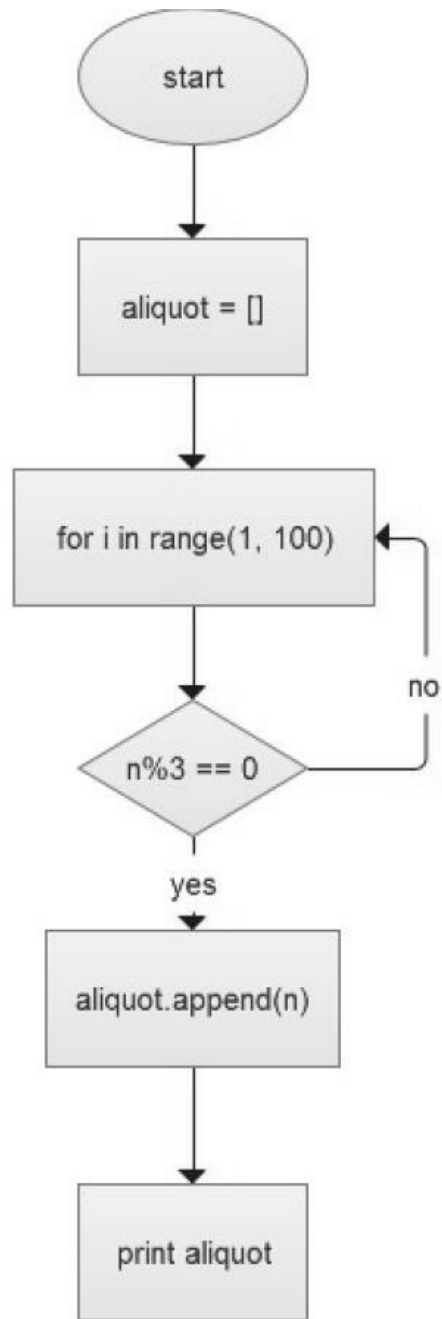 start
aliquot = []
for i in range(1, 100)
no
n%3 == 0
yes
aliquot.append(n)
print aliquot